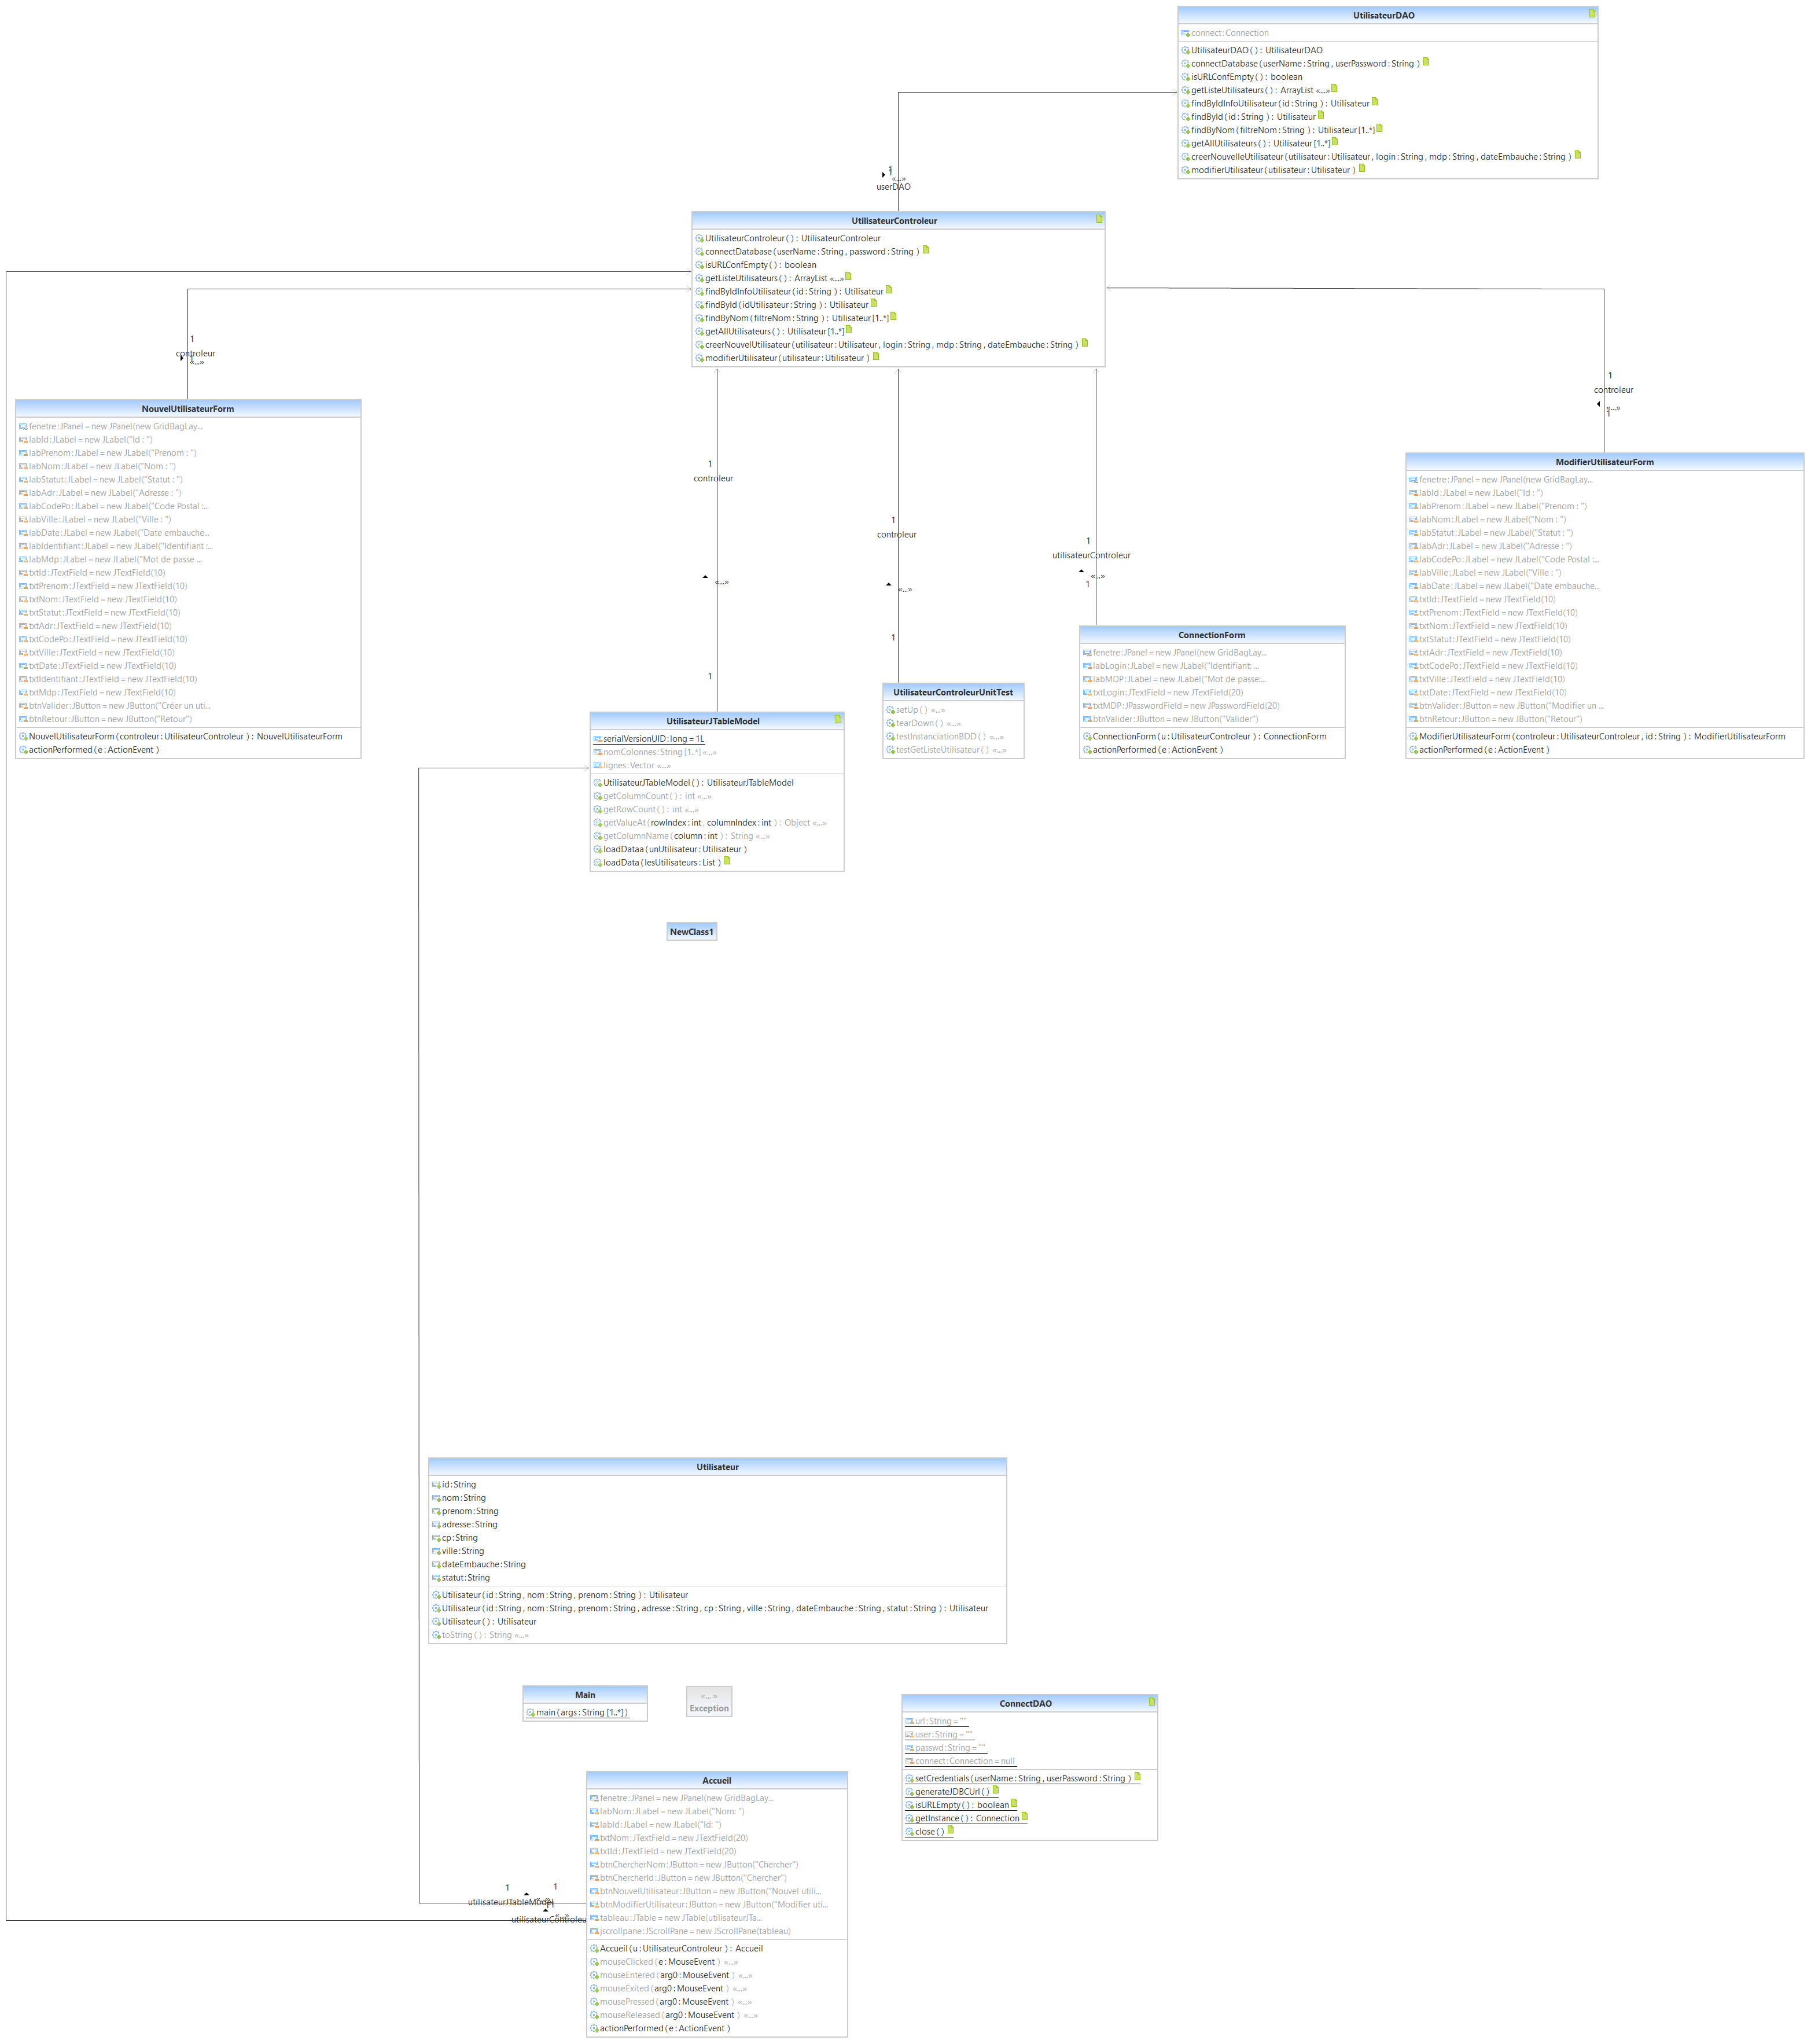 UtilisateurDAO
connect:Connection
UtilisateurDAO ( ) : UtilisateurDAO
connectDatabase ( userName : String , userPassword : String )
isURLConfEmpty ( ) : boolean
getListeUtilisateurs ( ) : ArrayList «...»
findByIdInfoUtilisateur ( id : String ) : Utilisateur
findById ( id : String ) : Utilisateur
findByNom ( filtreNom : String ) : Utilisateur [1..*]
getAllUtilisateurs ( ) : Utilisateur [1..*]
creerNouvelleUtilisateur ( utilisateur : Utilisateur , login : String , mdp : String , dateEmbauche : String )
modifierUtilisateur ( utilisateur : Utilisateur )
1
«...»
userDAO
UtilisateurControleur
UtilisateurControleur ( ) : UtilisateurControleur
connectDatabase ( userName : String , password : String )
isURLConfEmpty ( ) : boolean
getListeUtilisateurs ( ) : ArrayList «...»
findByIdInfoUtilisateur ( id : String ) : Utilisateur
findById ( idUtilisateur : String ) : Utilisateur
findByNom ( filtreNom : String ) : Utilisateur [1..*]
getAllUtilisateurs ( ) : Utilisateur [1..*]
creerNouvelUtilisateur ( utilisateur : Utilisateur , login : String , mdp : String , dateEmbauche : String )
modifierUtilisateur ( utilisateur : Utilisateur )
1
controleur
1
«...»
1
controleur
«...»
1
NouvelUtilisateurForm
fenetre:JPanel = new JPanel(new GridBagLay...
labId:JLabel = new JLabel("Id : ")
labPrenom:JLabel = new JLabel("Prenom : ")
labNom:JLabel = new JLabel("Nom : ")
labStatut:JLabel = new JLabel("Statut : ")
labAdr:JLabel = new JLabel("Adresse : ")
labCodePo:JLabel = new JLabel("Code Postal :...
labVille:JLabel = new JLabel("Ville : ")
labDate:JLabel = new JLabel("Date embauche...
labIdentifiant:JLabel = new JLabel("Identifiant :...
labMdp:JLabel = new JLabel("Mot de passe ...
txtId:JTextField = new JTextField(10)
txtPrenom:JTextField = new JTextField(10)
txtNom:JTextField = new JTextField(10)
txtStatut:JTextField = new JTextField(10)
txtAdr:JTextField = new JTextField(10)
txtCodePo:JTextField = new JTextField(10)
txtVille:JTextField = new JTextField(10)
txtDate:JTextField = new JTextField(10)
txtIdentifiant:JTextField = new JTextField(10)
txtMdp:JTextField = new JTextField(10)
btnValider:JButton = new JButton("Créer un uti...
btnRetour:JButton = new JButton("Retour")
NouvelUtilisateurForm ( controleur : UtilisateurControleur ) : NouvelUtilisateurForm
actionPerformed ( e : ActionEvent )
ModifierUtilisateurForm
fenetre:JPanel = new JPanel(new GridBagLay...
labId:JLabel = new JLabel("Id : ")
labPrenom:JLabel = new JLabel("Prenom : ")
labNom:JLabel = new JLabel("Nom : ")
labStatut:JLabel = new JLabel("Statut : ")
labAdr:JLabel = new JLabel("Adresse : ")
labCodePo:JLabel = new JLabel("Code Postal :...
labVille:JLabel = new JLabel("Ville : ")
labDate:JLabel = new JLabel("Date embauche...
txtId:JTextField = new JTextField(10)
txtPrenom:JTextField = new JTextField(10)
txtNom:JTextField = new JTextField(10)
txtStatut:JTextField = new JTextField(10)
txtAdr:JTextField = new JTextField(10)
txtCodePo:JTextField = new JTextField(10)
txtVille:JTextField = new JTextField(10)
txtDate:JTextField = new JTextField(10)
btnValider:JButton = new JButton("Modifier un ...
btnRetour:JButton = new JButton("Retour")
ModifierUtilisateurForm ( controleur : UtilisateurControleur , id : String ) : ModifierUtilisateurForm
actionPerformed ( e : ActionEvent )
1
controleur
«...»
1
1
controleur
«...»
1
1
utilisateurControleur
«...»
1
ConnectionForm
fenetre:JPanel = new JPanel(new GridBagLay...
labLogin:JLabel = new JLabel("Identifiant: ...
labMDP:JLabel = new JLabel("Mot de passe:...
txtLogin:JTextField = new JTextField(20)
txtMDP:JPasswordField = new JPasswordField(20)
btnValider:JButton = new JButton("Valider")
ConnectionForm ( u : UtilisateurControleur ) : ConnectionForm
actionPerformed ( e : ActionEvent )
UtilisateurControleurUnitTest
setUp ( ) «...»
tearDown ( ) «...»
testInstanciationBDD ( ) «...»
testGetListeUtilisateur ( ) «...»
UtilisateurJTableModel
serialVersionUID:long = 1L
nomColonnes:String [1..*] «...»
lignes:Vector «...»
UtilisateurJTableModel ( ) : UtilisateurJTableModel
getColumnCount ( ) : int «...»
getRowCount ( ) : int «...»
getValueAt ( rowIndex : int , columnIndex : int ) : Object «...»
getColumnName ( column : int ) : String «...»
loadDataa ( unUtilisateur : Utilisateur )
loadData ( lesUtilisateurs : List )
NewClass1
Utilisateur
id:String
nom:String
prenom:String
adresse:String
cp:String
ville:String
dateEmbauche:String
statut:String
Utilisateur ( id : String , nom : String , prenom : String ) : Utilisateur
Utilisateur ( id : String , nom : String , prenom : String , adresse : String , cp : String , ville : String , dateEmbauche : String , statut : String ) : Utilisateur
Utilisateur ( ) : Utilisateur
toString ( ) : String «...»
Main
main ( args : String [1..*] )
«... »
Exception
ConnectDAO
url:String = ""
user:String = ""
passwd:String = ""
connect:Connection = null
setCredentials ( userName : String , userPassword : String )
generateJDBCUrl ( )
isURLEmpty ( ) : boolean
getInstance ( ) : Connection
close ( )
Accueil
fenetre:JPanel = new JPanel(new GridBagLay...
labNom:JLabel = new JLabel("Nom: ")
labId:JLabel = new JLabel("Id: ")
txtNom:JTextField = new JTextField(20)
txtId:JTextField = new JTextField(20)
btnChercherNom:JButton = new JButton("Chercher")
btnChercherId:JButton = new JButton("Chercher")
btnNouvelUtilisateur:JButton = new JButton("Nouvel utili...
btnModifierUtilisateur:JButton = new JButton("Modifier uti...
tableau:JTable = new JTable(utilisateurJTa...
jscrollpane:JScrollPane = new JScrollPane(tableau)
Accueil ( u : UtilisateurControleur ) : Accueil
mouseClicked ( e : MouseEvent ) «...»
mouseEntered ( arg0 : MouseEvent ) «...»
mouseExited ( arg0 : MouseEvent ) «...»
mousePressed ( arg0 : MouseEvent ) «...»
mouseReleased ( arg0 : MouseEvent ) «...»
actionPerformed ( e : ActionEvent )
1
1
utilisateurJTableModel
«...»
utilisateurControleur